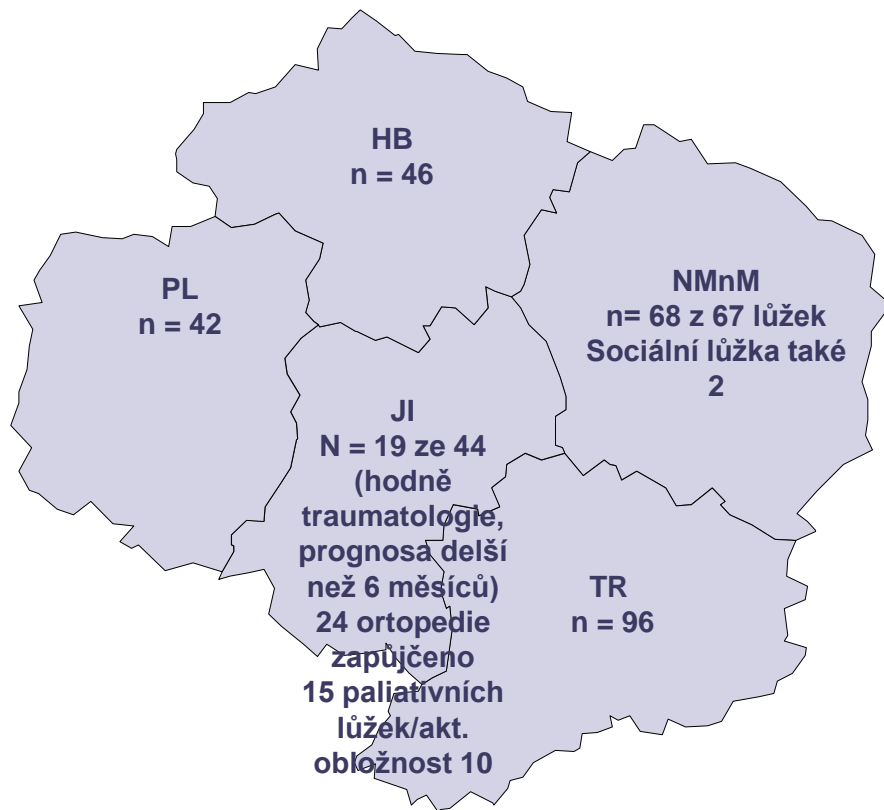 HB
n = 46
PL
n = 42
NMnM
n= 68 z 67 lůžek
Sociální lůžka také
2
JI
N = 19 ze 44
(hodně
traumatologie,
prognosa delší
než 6 měsíců)
24 ortopedie
zapůjčeno
15 paliativních
lůžek/akt.
obložnost 10
TR
n = 96